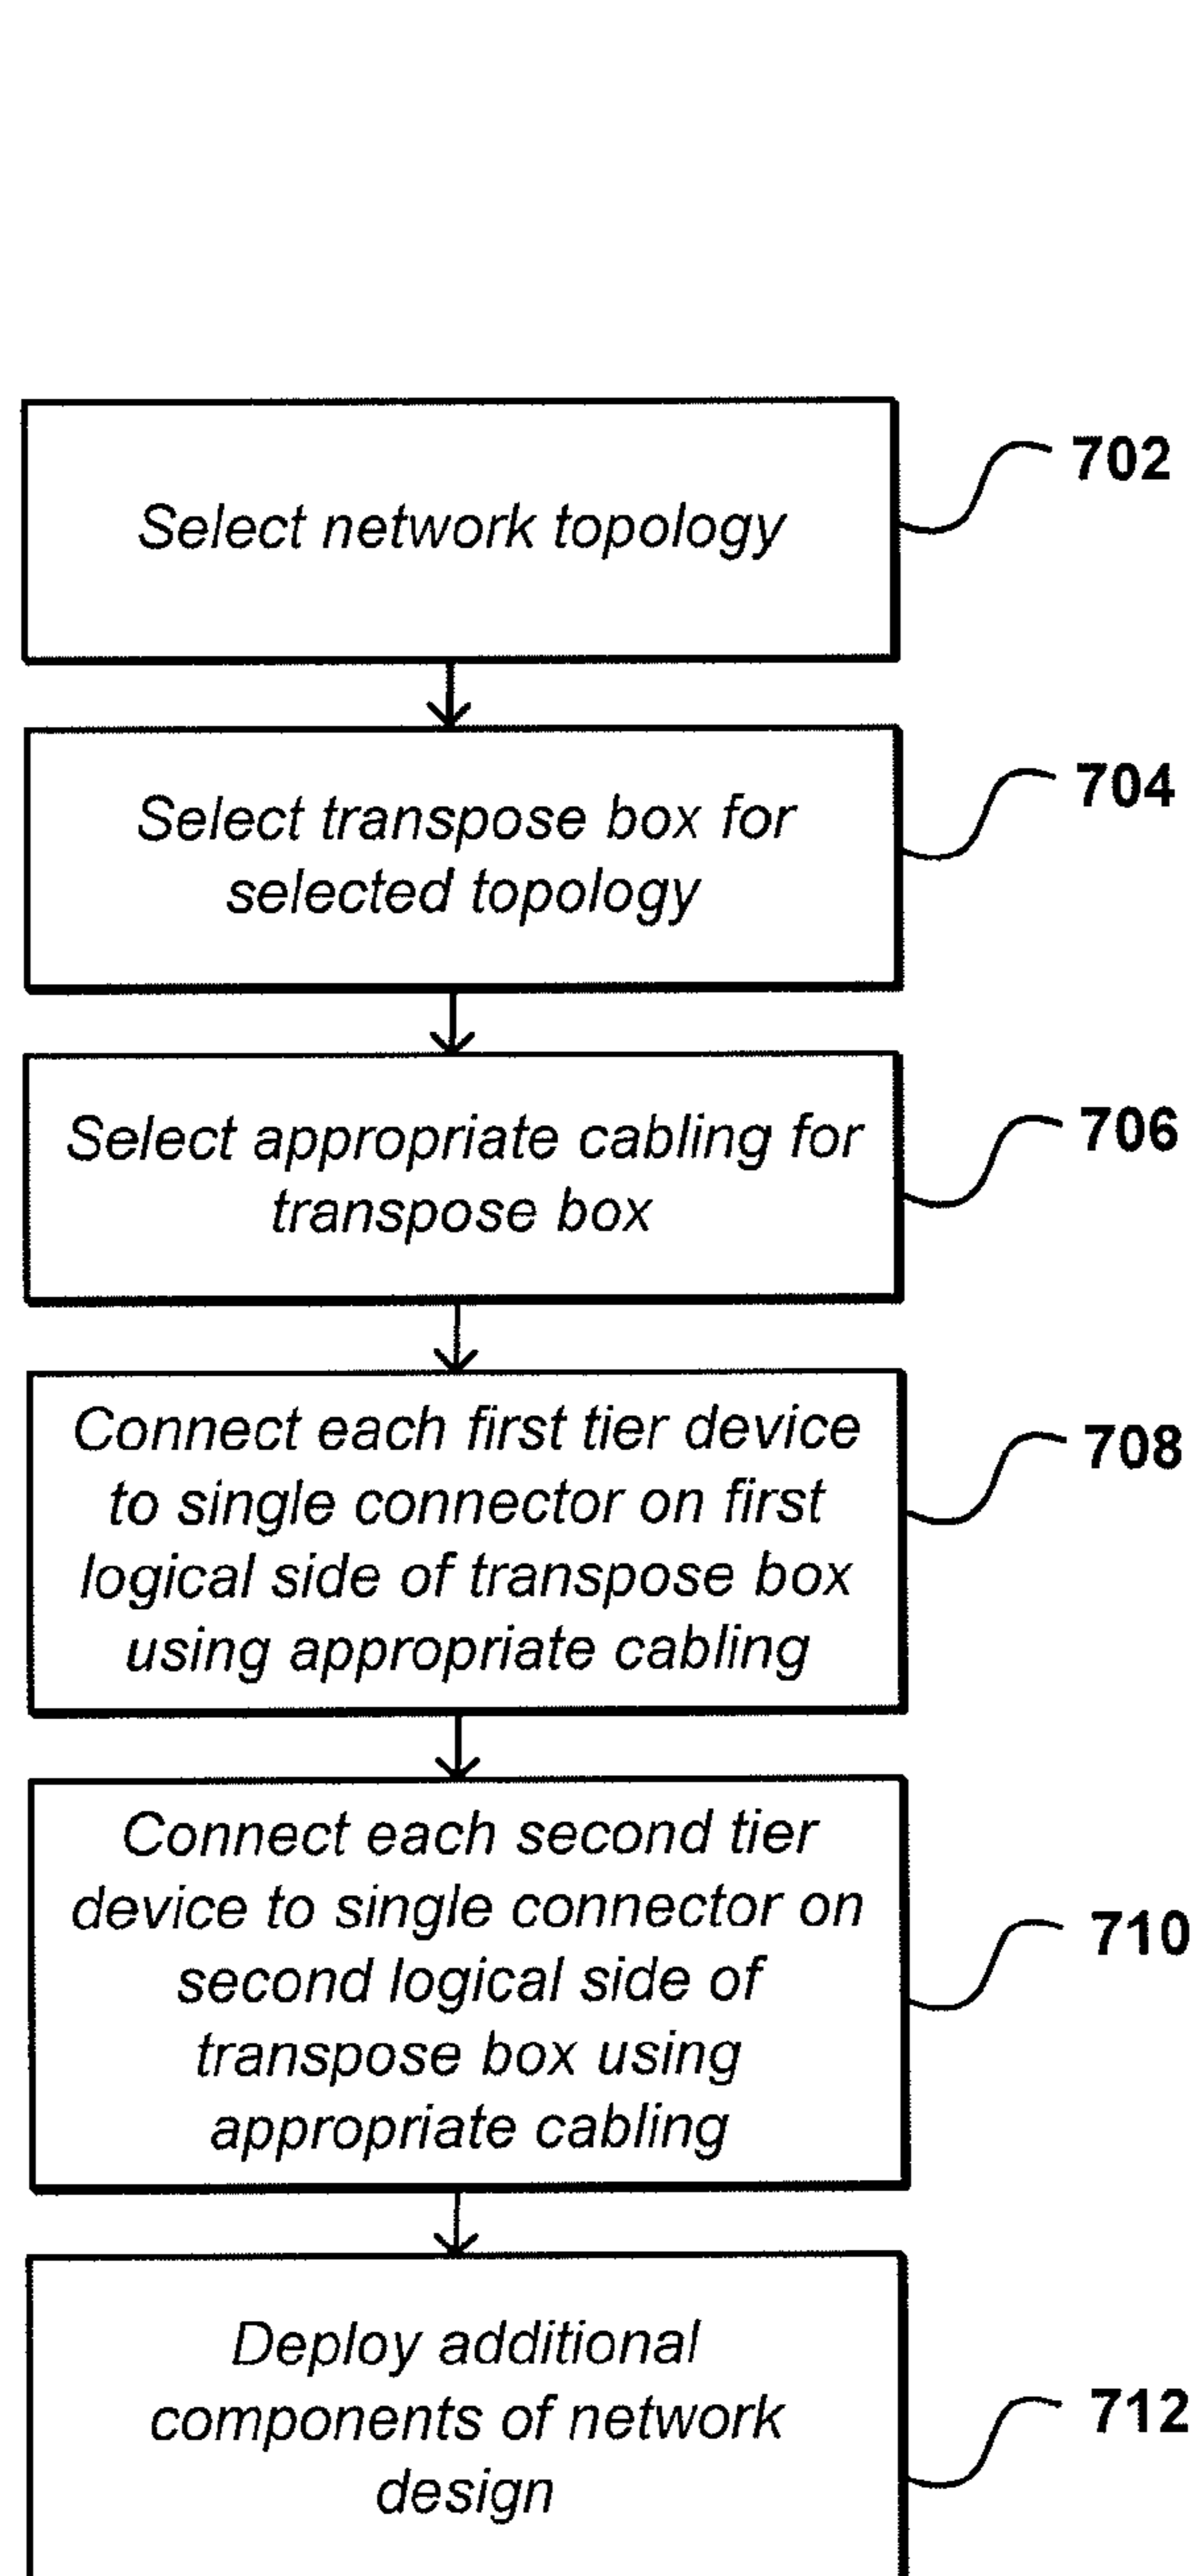 Select network topology
702
Select transpose box for
selected topology
704
Select appropriate cabling for
transpose box
706
Connect each first tier device
to single connector on first
logical side of transpose box
using appropriate cabling
708
Connect each second tier
device to single connector on
second logical side of
transpose box using
appropriate cabling
710
Deploy additional
components of network
design
712